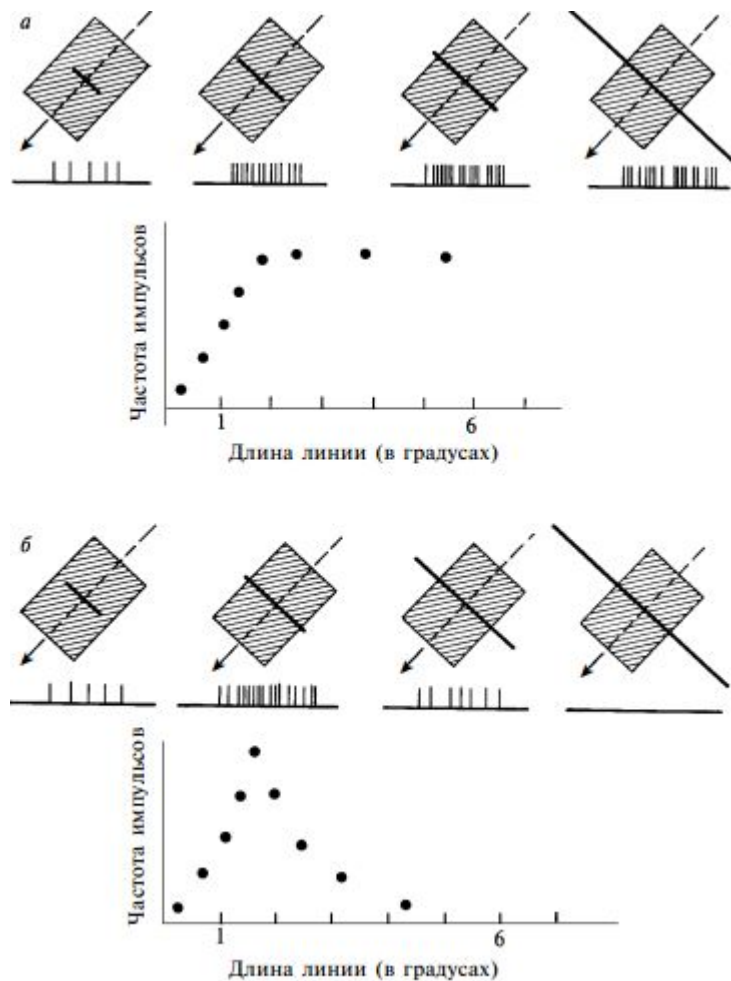 а
Частота импульсов
1
6
Длина линии (в градусах)
б
Частота импульсов
1
6
Длина линии (в градусах)